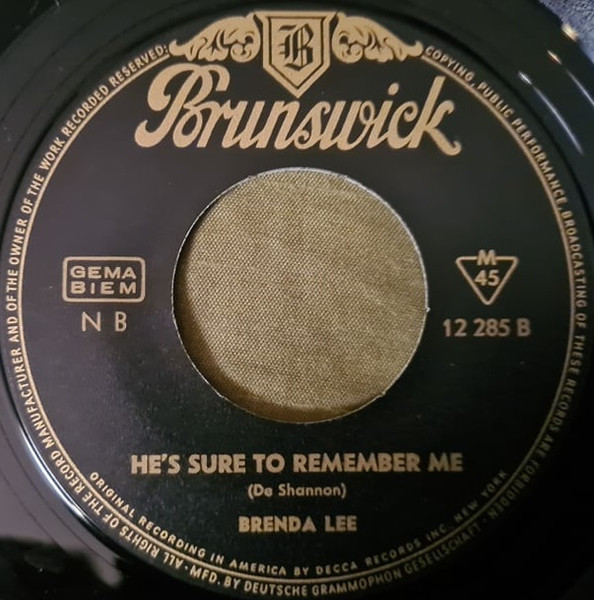 B
Brunswick
GEMA
BIEM
N B
M
45
12 285 B
HE'S SURE TO REMEMBER ME
(De Shannon)
BRENDA LEE
ORIGINAL RECORDING IN AMERICA BY DECCA RECORDS INC. NEW YORK
MFD. BY DEUTSCHE GRAMMOPHON GESELLSCHAFT · ALL RIGHTS OF THE RECORD MANUFACTURER AND OF THE OWNER OF THE WORK RECORDED RESERVED: COPYING, PUBLIC PERFORMANCE, BROADCASTING OF THESE RECORDS ARE FORBIDDEN ·